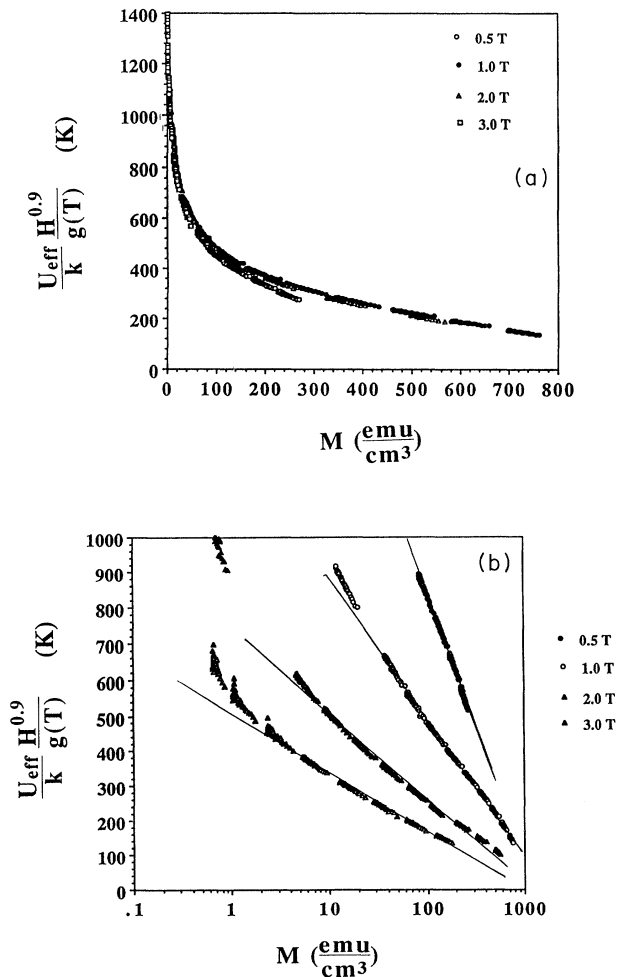 1400
1200
1000
800
600
400
200
0
U_eff H^0.9 / k g(T) (K)
0.5 T
1.0 T
2.0 T
3.0 T
(a)
0 100 200 300 400 500 600 700 800
M (emu/cm³)
1000
900
800
700
600
500
400
300
200
100
0
U_eff H^0.9 / k g(T) (K)
(b)
0.5 T
1.0 T
2.0 T
3.0 T
.1 1 10 100 1000
M (emu/cm³)